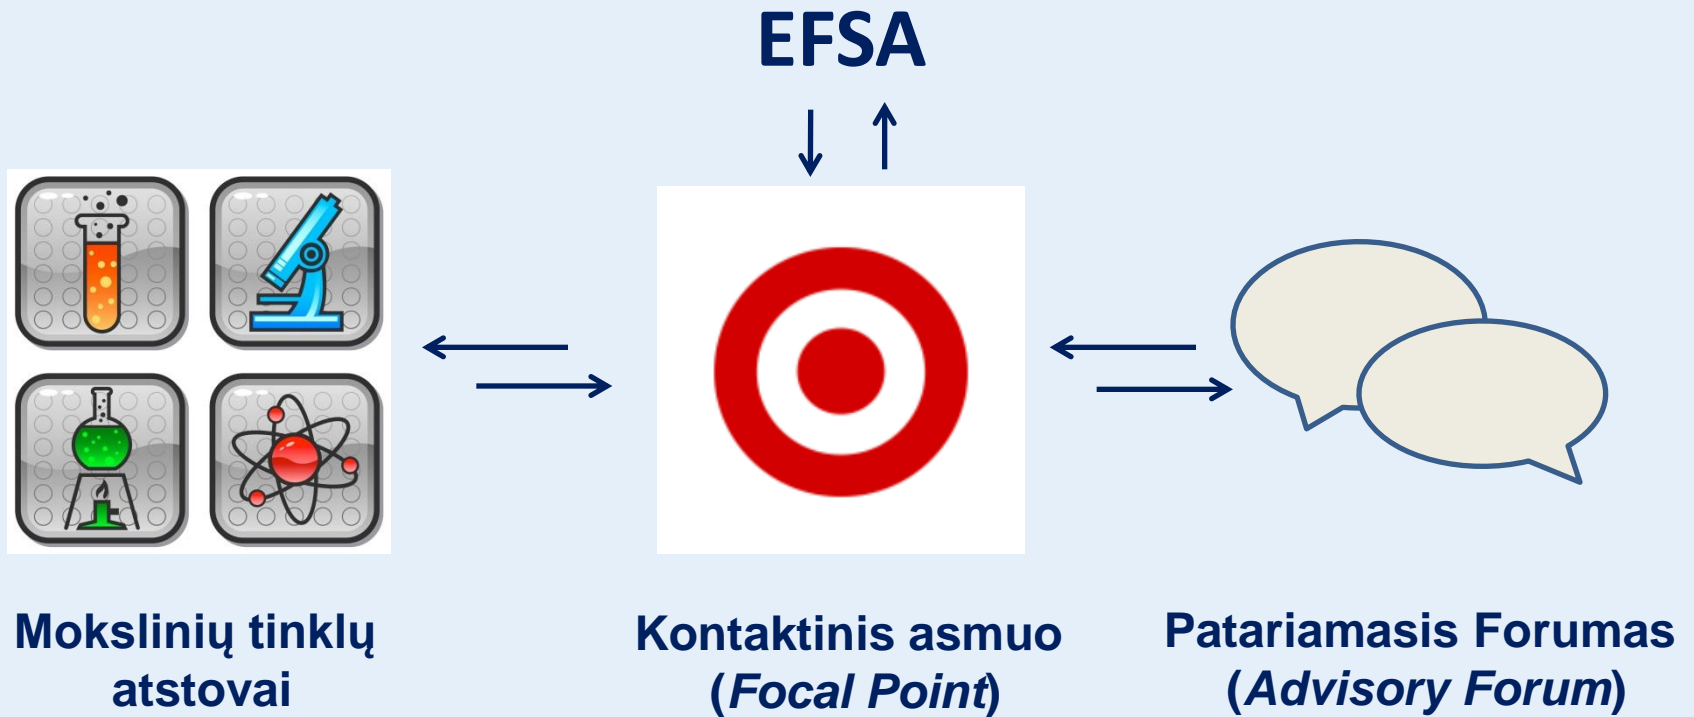 EFSA
Mokslinių tinklų
atstovai
Kontaktinis asmuo
(Focal Point)
Patariamasis Forumas
(Advisory Forum)